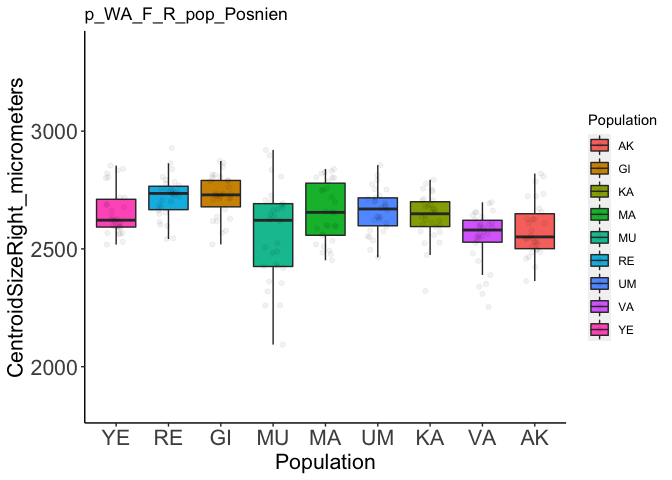 p_WA_F_R_pop_Posnien
CentroidSizeRight_micrometers
3000
2500
2000
YE RE GI MU MA UM KA VA AK
Population
Population
AK
GI
KA
MA
MU
RE
UM
VA
YE